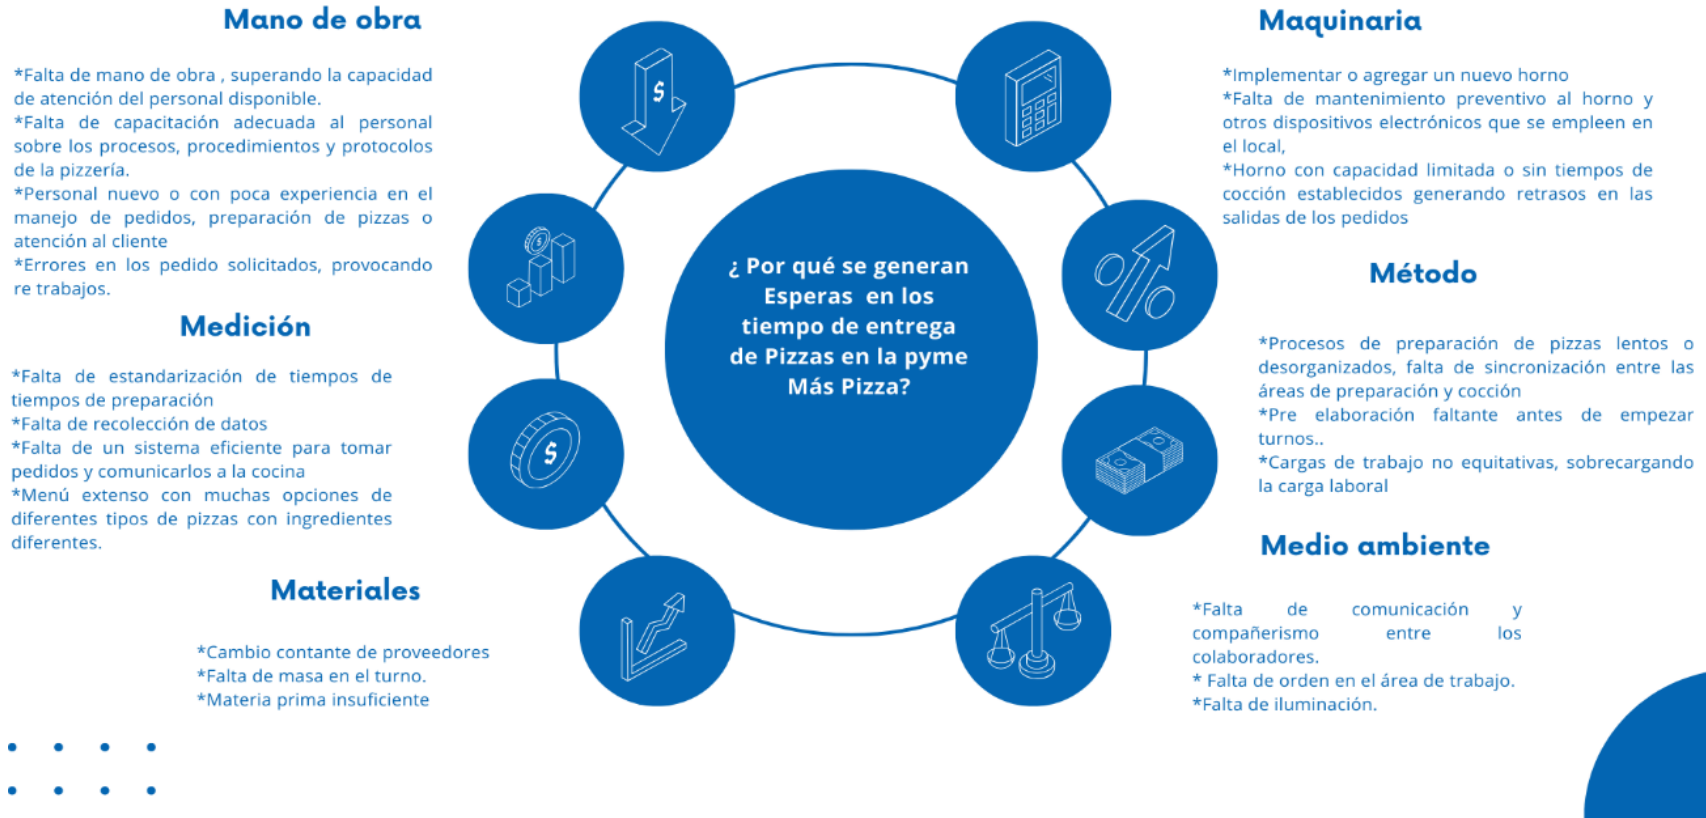 Mano de obra
*Falta de mano de obra , superando la capacidad
de atención del personal disponible.
*Falta de capacitación adecuada al personal
sobre los procesos, procedimientos y protocolos
de la pizzería.
*Personal nuevo o con poca experiencia en el
manejo de pedidos, preparación de pizzas o
atención al cliente
*Errores en los pedido solicitados, provocando
re trabajos.
Medición
*Falta de estandarización de tiempos de
tiempos de preparación
*Falta de recolección de datos
*Falta de un sistema eficiente para tomar
pedidos y comunicarlos a la cocina
*Menú extenso con muchas opciones de
diferentes tipos de pizzas con ingredientes
diferentes.
Materiales
*Cambio contante de proveedores
*Falta de masa en el turno.
*Materia prima insuficiente
$
$
$
¿ Por qué se generan
Esperas en los
tiempo de entrega
de Pizzas en la pyme
Más Pizza?
Maquinaria
*Implementar o agregar un nuevo horno
*Falta de mantenimiento preventivo al horno y
otros dispositivos electrónicos que se empleen en
el local,
*Horno con capacidad limitada o sin tiempos de
cocción establecidos generando retrasos en las
salidas de los pedidos
Método
*Procesos de preparación de pizzas lentos o
desorganizados, falta de sincronización entre las
áreas de preparación y cocción
*Pre elaboración faltante antes de empezar
turnos..
*Cargas de trabajo no equitativas, sobrecargando
la carga laboral
Medio ambiente
*Falta de comunicación y
compañerismo entre los
colaboradores.
* Falta de orden en el área de trabajo.
*Falta de iluminación.